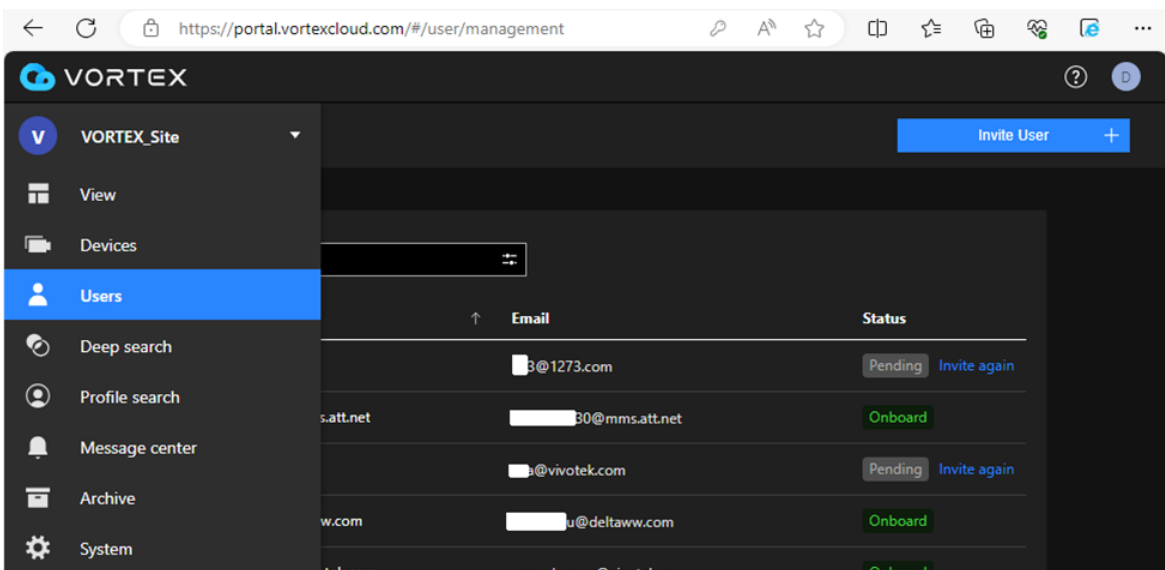 https://portal.vortexcloud.com/#/user/management
VORTEX
? D
V VORTEX_Site
Invite User +
View
Devices
Users
Email Status
Deep search
3@1273.com Pending Invite again
Profile search
s.att.net 30@mms.att.net Onboard
Message center
a@vivotek.com Pending Invite again
Archive
w.com u@deltaww.com Onboard
System